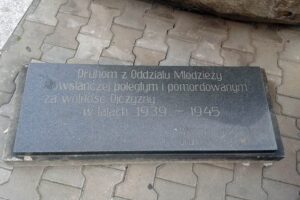 Druhom z Oddziału Młodzieży
Powstańczej poległym i pomordowanym
za wolność Ojczyzny
w latach 1939 - 1945